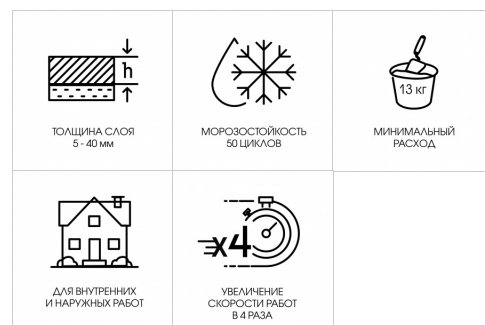 h
ТОЛЩИНА СЛОЯ
5 - 40 мм
МОРОЗОСТОЙКОСТЬ
50 ЦИКЛОВ
13 кг
МИНИМАЛЬНЫЙ
РАСХОД
ДЛЯ ВНУТРЕННИХ
И НАРУЖНЫХ РАБОТ
x4
УВЕЛИЧЕНИЕ
СКОРОСТИ РАБОТ
В 4 РАЗА